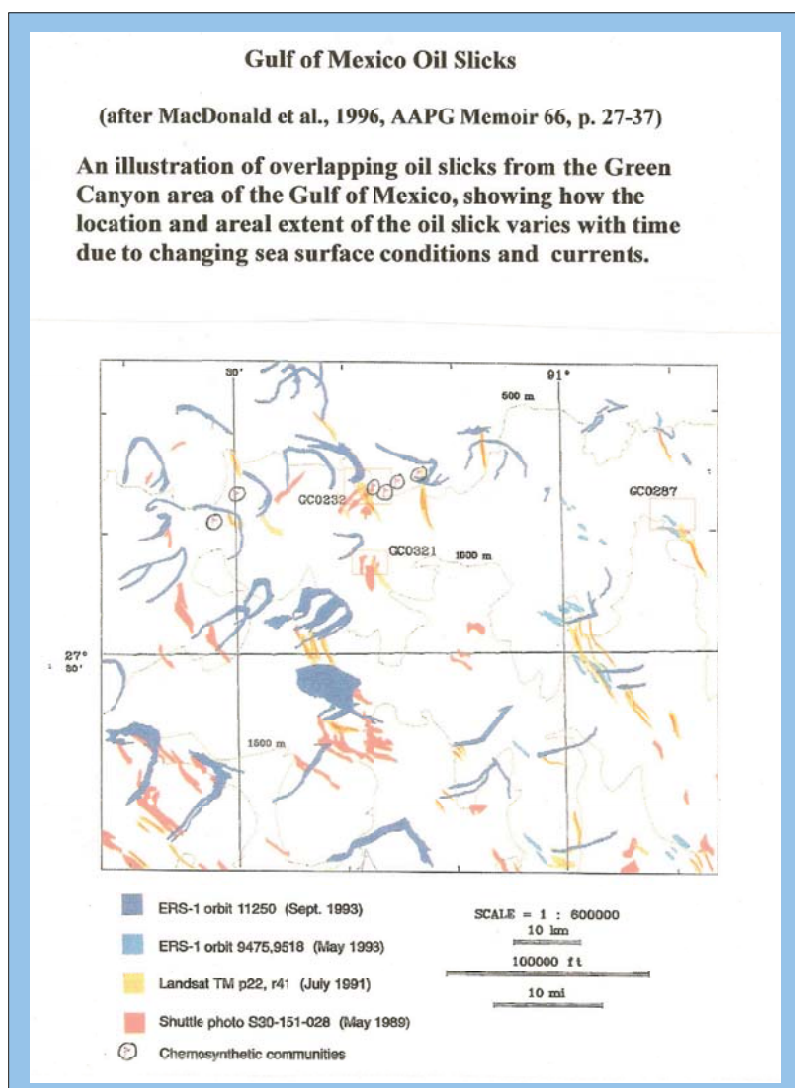 Gulf of Mexico Oil Slicks
(after MacDonald et al., 1996, AAPG Memoir 66, p. 27-37)
An illustration of overlapping oil slicks from the Green
Canyon area of the Gulf of Mexico, showing how the
location and areal extent of the oil slick varies with time
due to changing sea surface conditions and currents.
30'
91°
500 m
GC0232
GC0287
GC0321
1000 m
27°
30'
1500 m
ERS-1 orbit 11250 (Sept. 1993)
ERS-1 orbit 9475,9518 (May 1993)
Landsat TM p22, r41 (July 1991)
Shuttle photo S30-151-028 (May 1989)
Chemosynthetic communities
SCALE = 1 : 600000
10 km
100000 ft
10 mi